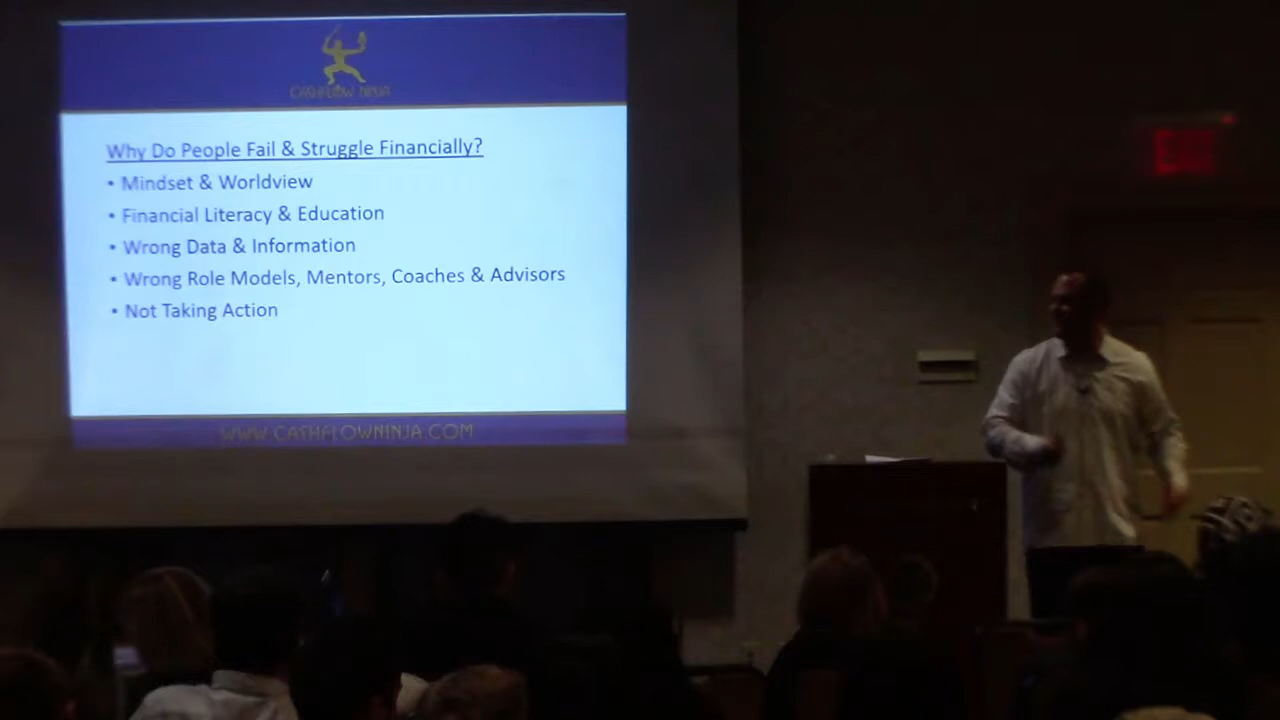 CASHFLOW NINJA
Why Do People Fail & Struggle Financially?
• Mindset & Worldview
• Financial Literacy & Education
• Wrong Data & Information
• Wrong Role Models, Mentors, Coaches & Advisors
• Not Taking Action
WWW.CASHFLOWNINJA.COM